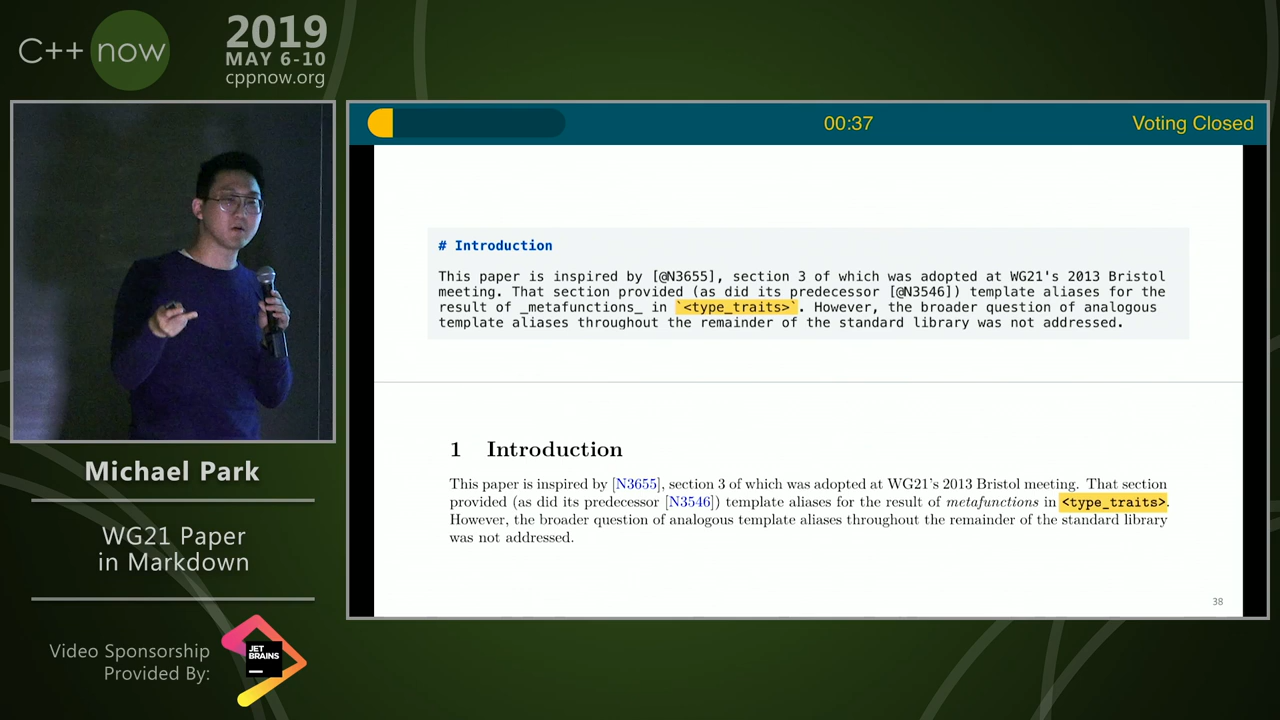 C++ now
2019
MAY 6-10
cppnow.org
00:37
Voting Closed
# Introduction
This paper is inspired by [@N3655], section 3 of which was adopted at WG21's 2013 Bristol
meeting. That section provided (as did its predecessor [@N3546]) template aliases for the
result of _metafunctions_ in `<type_traits>`. However, the broader question of analogous
template aliases throughout the remainder of the standard library was not addressed.
1 Introduction
This paper is inspired by [N3655], section 3 of which was adopted at WG21's 2013 Bristol meeting. That section
provided (as did its predecessor [N3546]) template aliases for the result of metafunctions in <type_traits>.
However, the broader question of analogous template aliases throughout the remainder of the standard library
was not addressed.
38
Michael Park
WG21 Paper
in Markdown
Video Sponsorship
Provided By:
JET
BRAINS